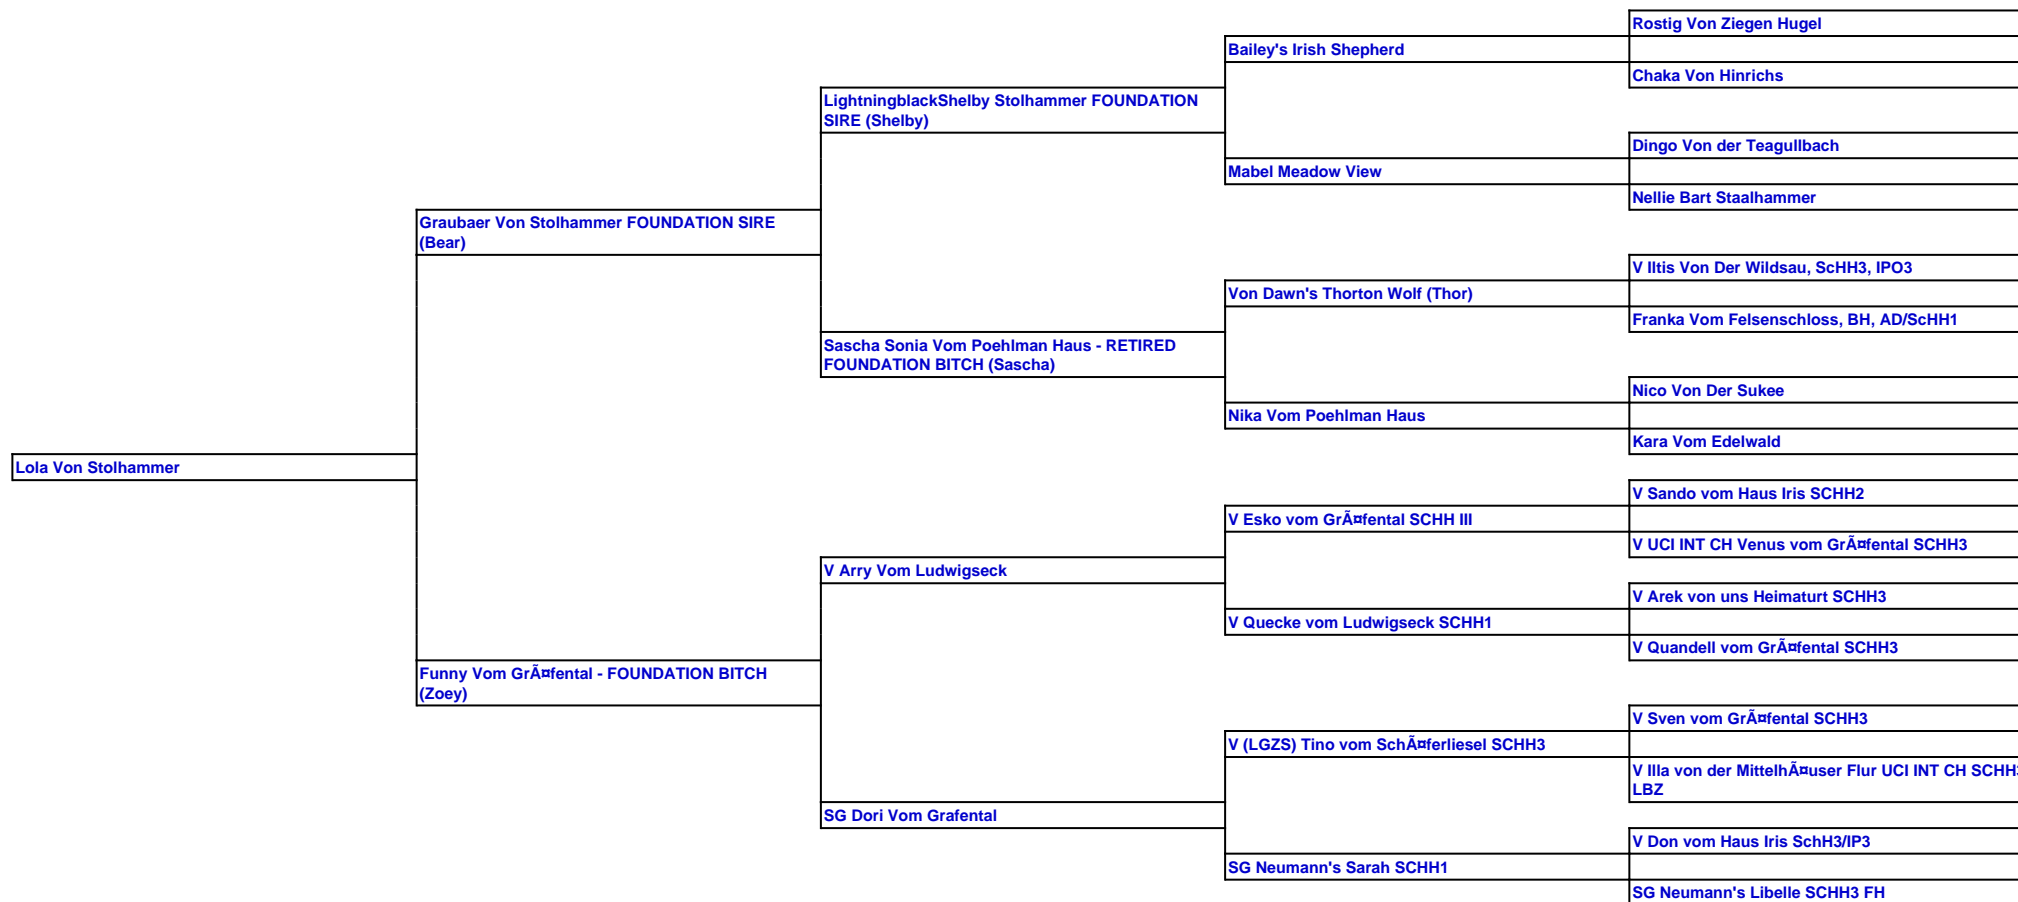 Rostig Von Ziegen Hugel
Bailey's Irish Shepherd
Chaka Von Hinrichs
LightningblackShelby Stolhammer FOUNDATION
SIRE (Shelby)
Dingo Von der Teagullbach
Mabel Meadow View
Nellie Bart Staalhammer
Graubaer Von Stolhammer FOUNDATION SIRE
(Bear)
V Iltis Von Der Wildsau, ScHH3, IPO3
Von Dawn's Thorton Wolf (Thor)
Franka Vom Felsenschloss, BH, AD/ScHH1
Sascha Sonia Vom Poehlman Haus - RETIRED
FOUNDATION BITCH (Sascha)
Nico Von Der Sukee
Nika Vom Poehlman Haus
Kara Vom Edelwald
Lola Von Stolhammer
V Sando vom Haus Iris SCHH2
V Esko vom GrÃ¤fental SCHH III
V UCI INT CH Venus vom GrÃ¤fental SCHH3
V Arry Vom Ludwigseck
V Arek von uns Heimaturt SCHH3
V Quecke vom Ludwigseck SCHH1
V Quandell vom GrÃ¤fental SCHH3
Funny Vom GrÃ¤fental - FOUNDATION BITCH
(Zoey)
V Sven vom GrÃ¤fental SCHH3
V (LGZS) Tino vom SchÃ¤ferliesel SCHH3
V Illa von der MittelhÃ¤user Flur UCI INT CH SCHH3
LBZ
SG Dori Vom Grafental
V Don vom Haus Iris SchH3/IP3
SG Neumann's Sarah SCHH1
SG Neumann's Libelle SCHH3 FH